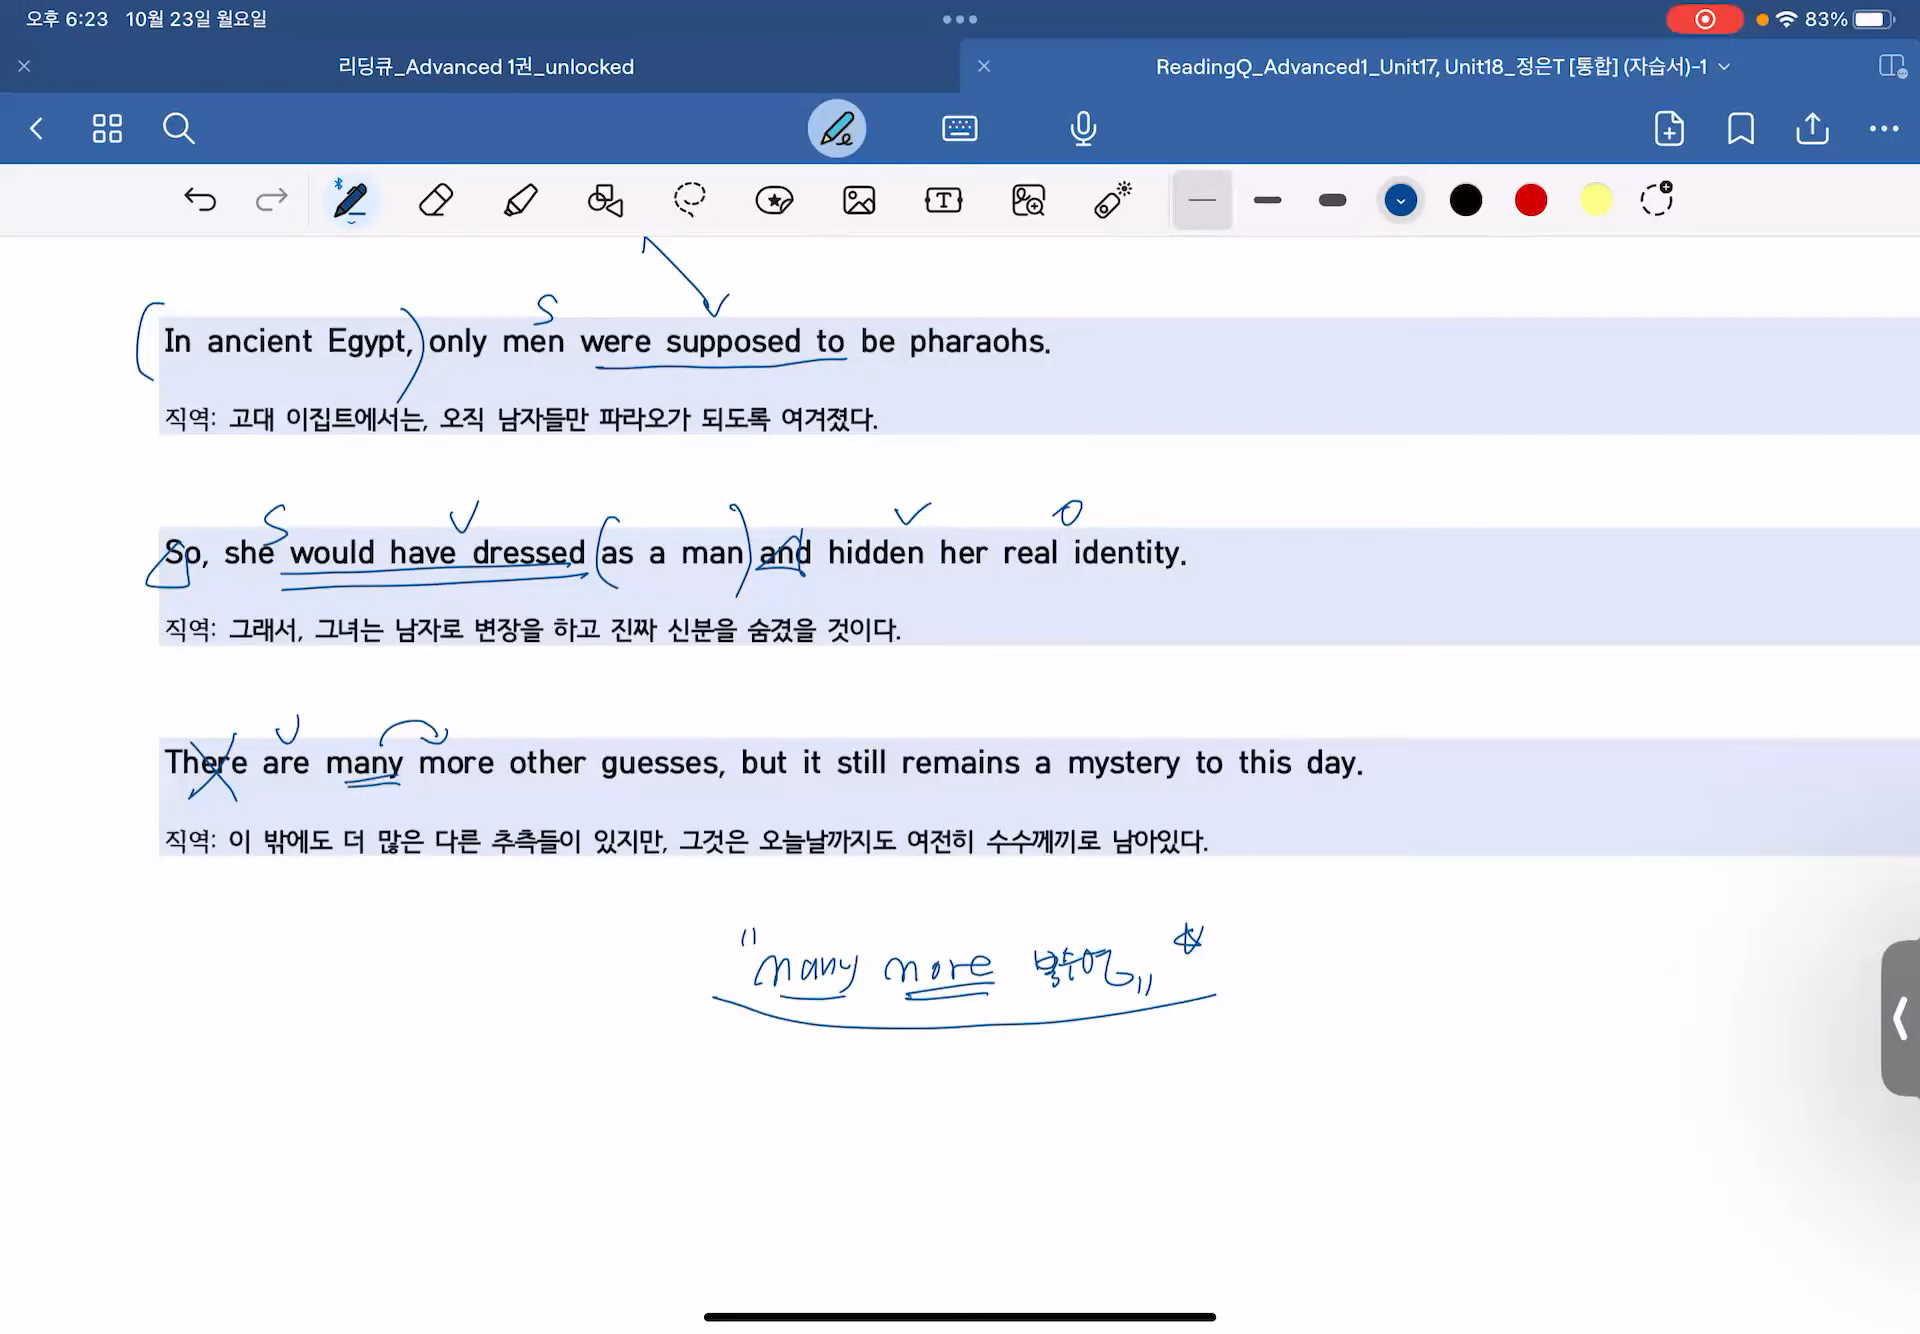 오후 6:23 10월 23일 월요일 83%
리딩큐_Advanced 1권_unlocked ReadingQ_Advanced1_Unit17, Unit18_정은T [통합] (자습서)-1
S V
In ancient Egypt, only men were supposed to be pharaohs.
직역: 고대 이집트에서는, 오직 남자들만 파라오가 되도록 여겨졌다.
S V V O
So, she would have dressed as a man and hidden her real identity.
직역: 그래서, 그녀는 남자로 변장을 하고 진짜 신분을 숨겼을 것이다.
V
There are many more other guesses, but it still remains a mystery to this day.
직역: 이 밖에도 더 많은 다른 추측들이 있지만, 그것은 오늘날까지도 여전히 수수께끼로 남아있다.
"many more 복수명"